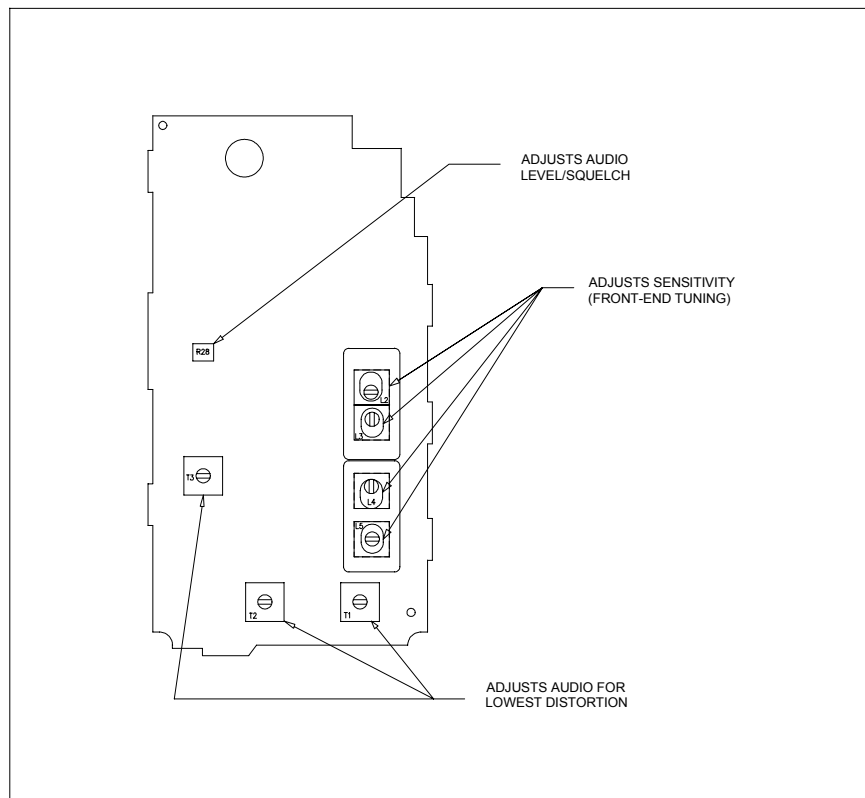 ADJUSTS AUDIO
LEVEL/SQUELCH
ADJUSTS SENSITIVITY
(FRONT-END TUNING)
R28
L2
L3
T3
L4
L5
T2
T1
ADJUSTS AUDIO FOR
LOWEST DISTORTION